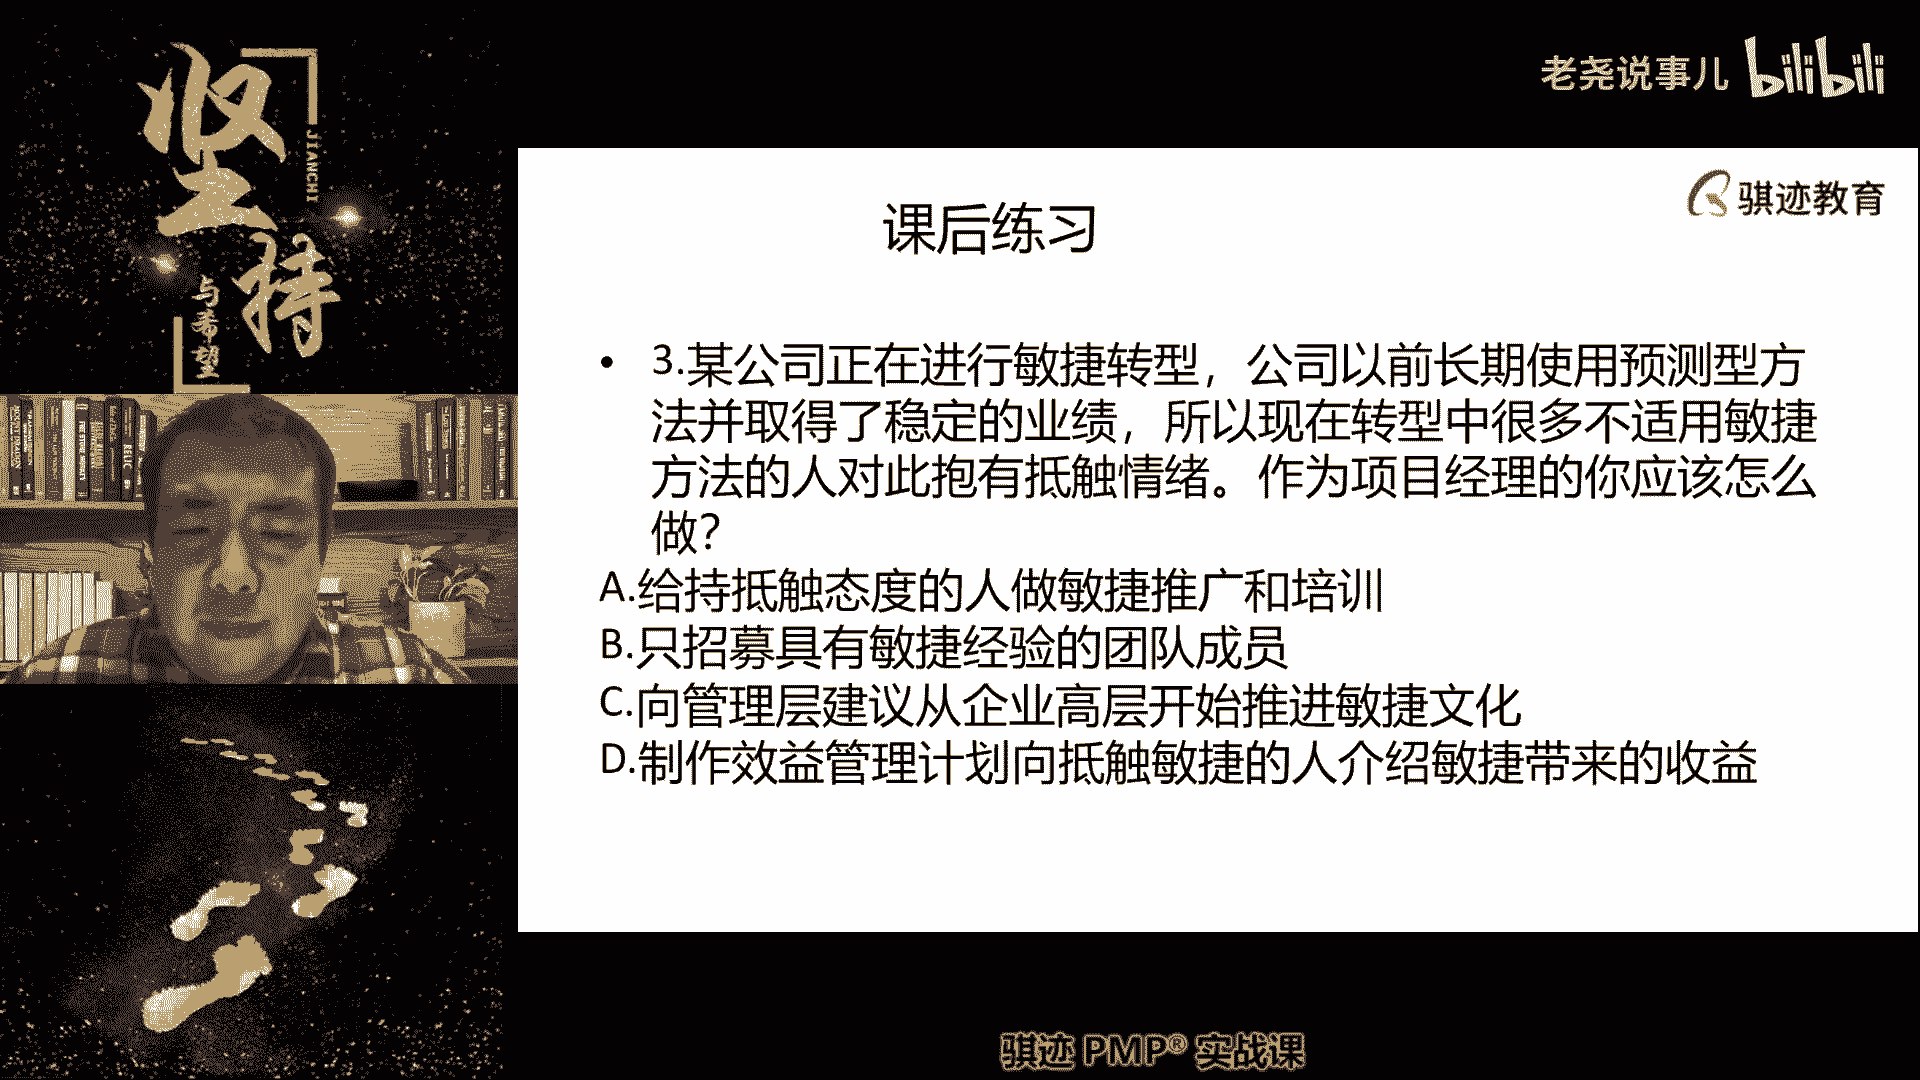 坚持
JIANCHI
与希望
老尧说事儿 bilibili
骐迹教育
课后练习
• 3.某公司正在进行敏捷转型，公司以前长期使用预测型方
法并取得了稳定的业绩，所以现在转型中很多不适用敏捷
方法的人对此抱有抵触情绪。作为项目经理的你应该怎么
做？
A.给持抵触态度的人做敏捷推广和培训
B.只招募具有敏捷经验的团队成员
C.向管理层建议从企业高层开始推进敏捷文化
D.制作效益管理计划向抵触敏捷的人介绍敏捷带来的收益
骐迹 PMP® 实战课